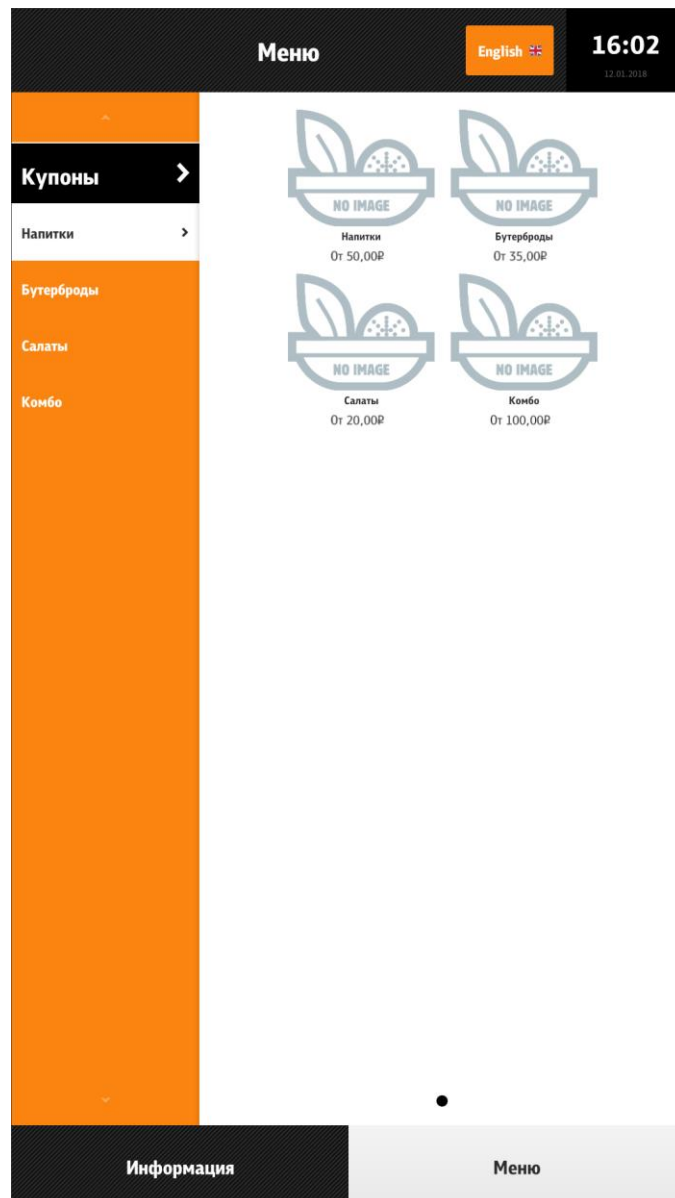 Меню
English
16:02
12.01.2018
Купоны
Напитки
Бутерброды
Салаты
Комбо
NO IMAGE
NO IMAGE
Напитки
Бутерброды
От 50,00₽
От 35,00₽
NO IMAGE
NO IMAGE
Салаты
Комбо
От 20,00₽
От 100,00₽
Информация
Меню